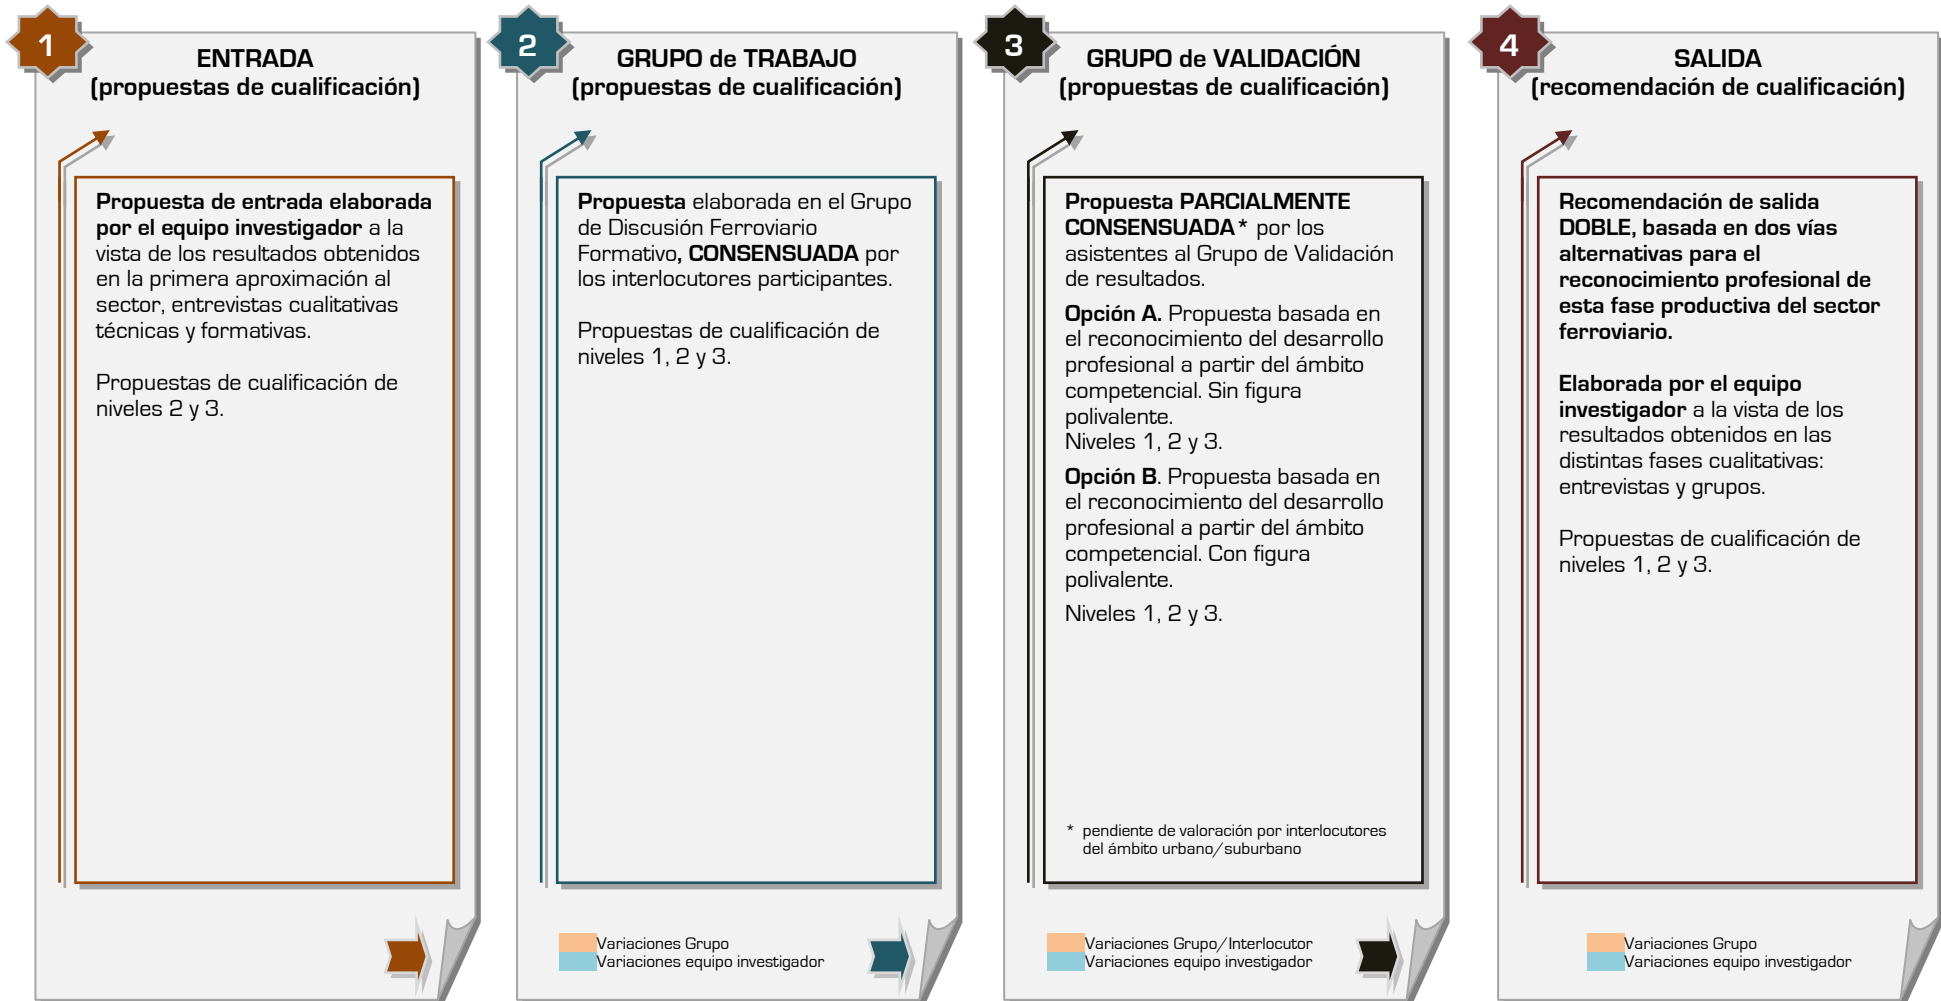 1
ENTRADA
(propuestas de cualificación)
Propuesta de entrada elaborada
por el equipo investigador a la
vista de los resultados obtenidos
en la primera aproximación al
sector, entrevistas cualitativas
técnicas y formativas.
Propuestas de cualificación de
niveles 2 y 3.
2
GRUPO de TRABAJO
(propuestas de cualificación)
Propuesta elaborada en el Grupo
de Discusión Ferroviario
Formativo, CONSENSUADA por
los interlocutores participantes.
Propuestas de cualificación de
niveles 1, 2 y 3.
Variaciones Grupo
Variaciones equipo investigador
3
GRUPO de VALIDACIÓN
(propuestas de cualificación)
Propuesta PARCIALMENTE
CONSENSUADA* por los
asistentes al Grupo de Validación
de resultados.
Opción A. Propuesta basada en
el reconocimiento del desarrollo
profesional a partir del ámbito
competencial. Sin figura
polivalente.
Niveles 1, 2 y 3.
Opción B. Propuesta basada en
el reconocimiento del desarrollo
profesional a partir del ámbito
competencial. Con figura
polivalente.
Niveles 1, 2 y 3.
* pendiente de valoración por interlocutores
del ámbito urbano/suburbano
Variaciones Grupo/Interlocutor
Variaciones equipo investigador
4
SALIDA
(recomendación de cualificación)
Recomendación de salida
DOBLE, basada en dos vías
alternativas para el
reconocimiento profesional de
esta fase productiva del sector
ferroviario.
Elaborada por el equipo
investigador a la vista de los
resultados obtenidos en las
distintas fases cualitativas:
entrevistas y grupos.
Propuestas de cualificación de
niveles 1, 2 y 3.
Variaciones Grupo
Variaciones equipo investigador